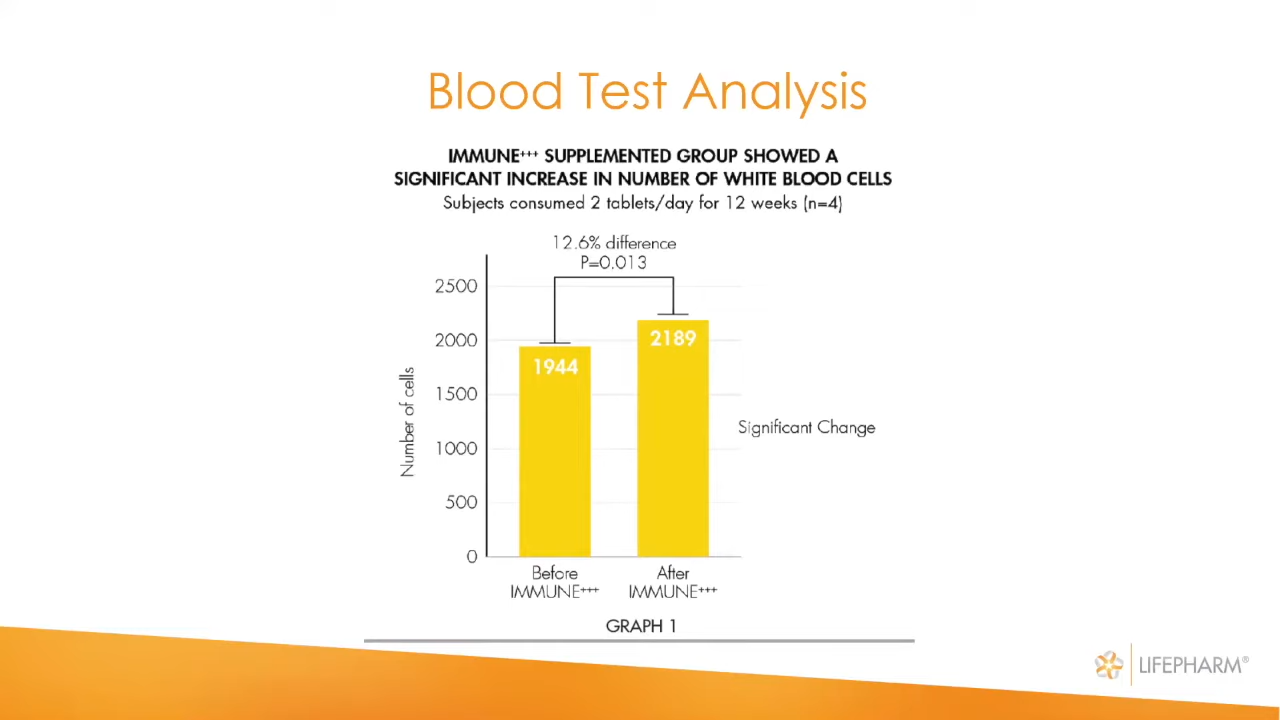 Blood Test Analysis
IMMUNE+++ SUPPLEMENTED GROUP SHOWED A
SIGNIFICANT INCREASE IN NUMBER OF WHITE BLOOD CELLS
Subjects consumed 2 tablets/day for 12 weeks (n=4)
12.6% difference
P=0.013
2500
2000
1500
1000
500
0
Number of cells
1944
2189
Significant Change
Before
IMMUNE+++
After
IMMUNE+++
GRAPH 1
LIFEPHARM®